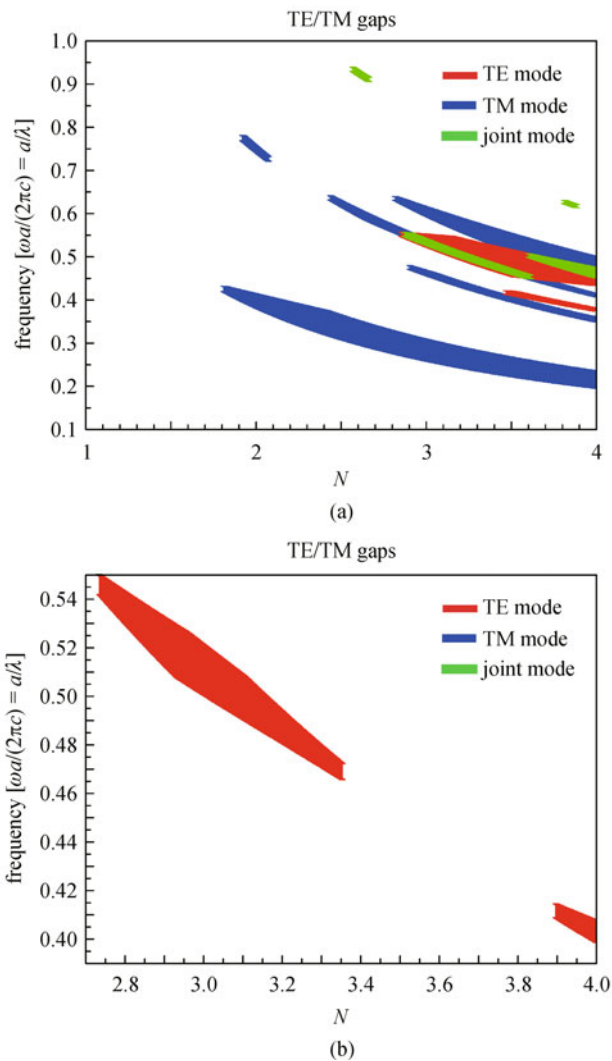 TE/TM gaps
1.0
0.9
0.8
0.7
0.6
0.5
0.4
0.3
0.2
0.1
frequency [ωa/(2πc) = a/λ]
TE mode
TM mode
joint mode
1 2 3 4
N
(a)
TE/TM gaps
0.54
0.52
0.50
0.48
0.46
0.44
0.42
0.40
frequency [ωa/(2πc) = a/λ]
TE mode
TM mode
joint mode
2.8 3.0 3.2 3.4 3.6 3.8 4.0
N
(b)